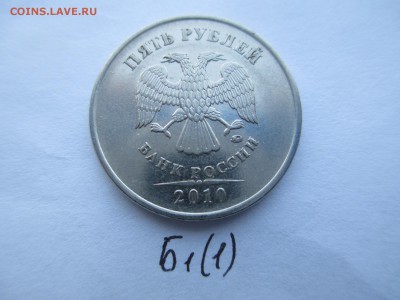 COINS.LAVE.RU
ПЯТЬ РУБЛЕЙ
БАНК РОССИИ
2010
Б1(1)